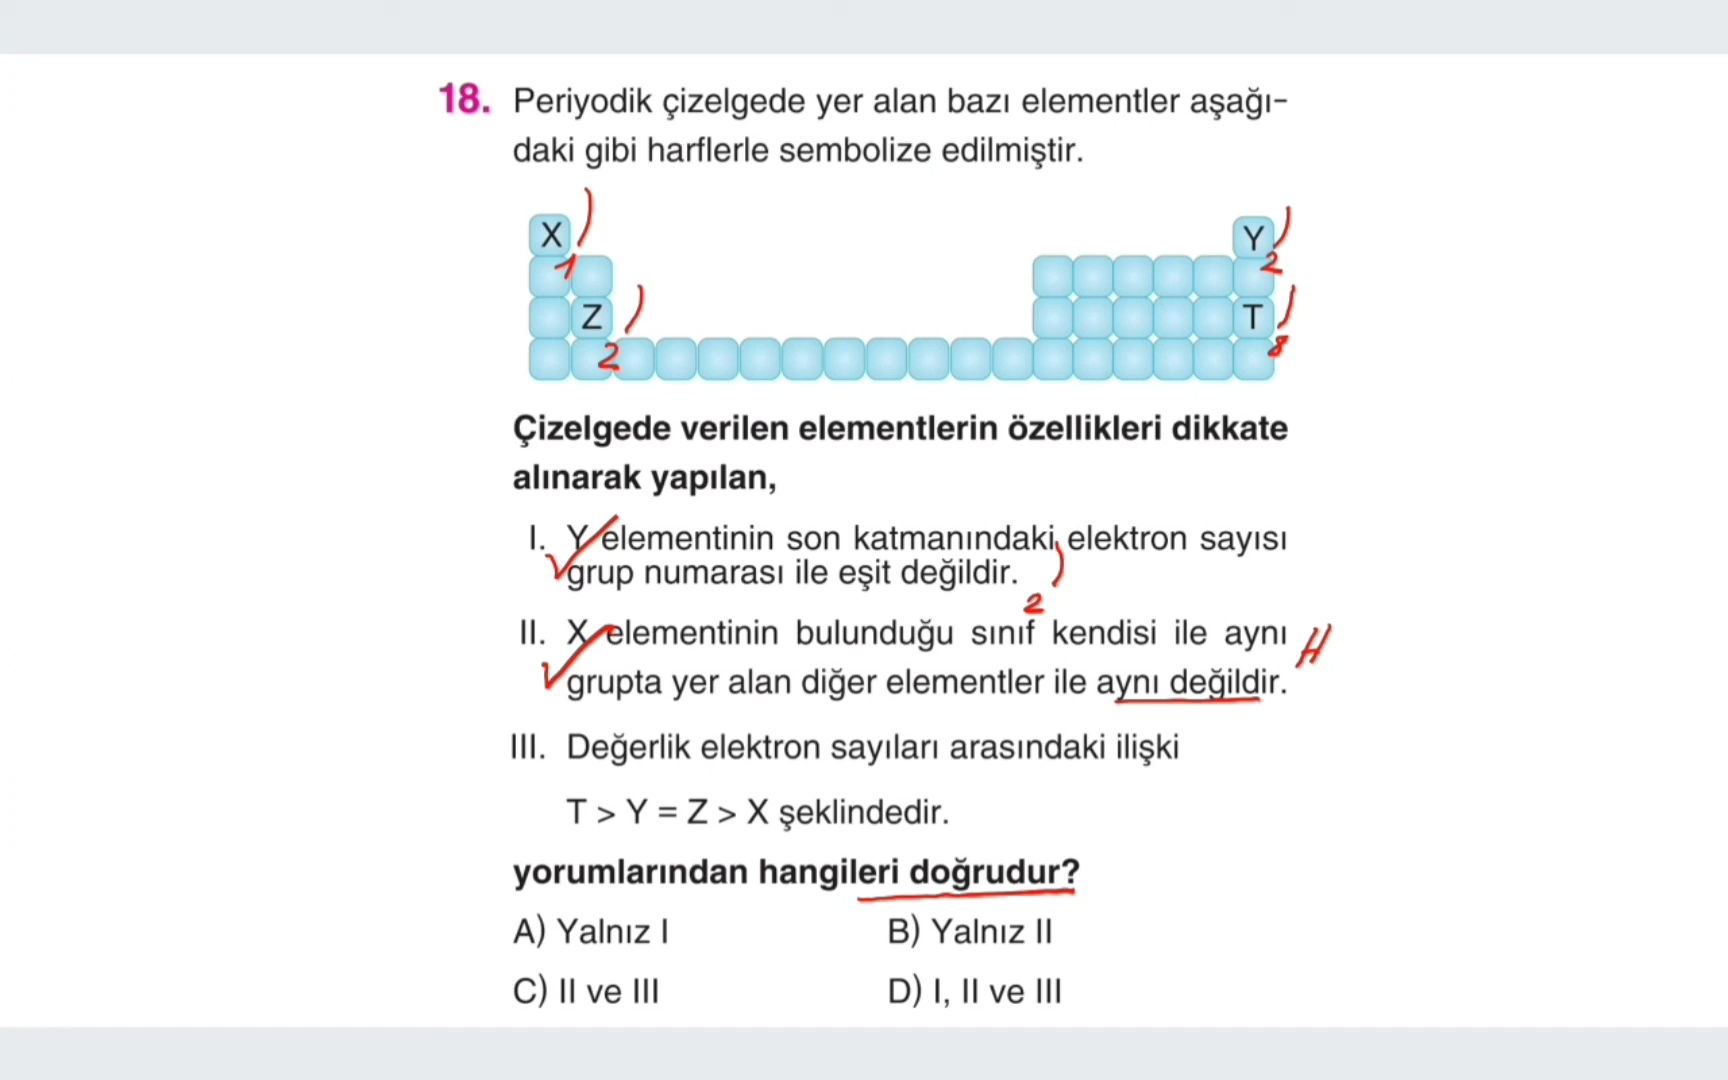 18. Periyodik çizelgede yer alan bazı elementler aşağı-
daki gibi harflerle sembolize edilmiştir.
X
Y
1
2
Z
T
2
8
Çizelgede verilen elementlerin özellikleri dikkate
alınarak yapılan,
I. Y elementinin son katmanındaki elektron sayısı
grup numarası ile eşit değildir.
2
II. X elementinin bulunduğu sınıf kendisi ile aynı H
grupta yer alan diğer elementler ile aynı değildir.
III. Değerlik elektron sayıları arasındaki ilişki
T > Y = Z > X şeklindedir.
yorumlarından hangileri doğrudur?
A) Yalnız I
B) Yalnız II
C) II ve III
D) I, II ve III